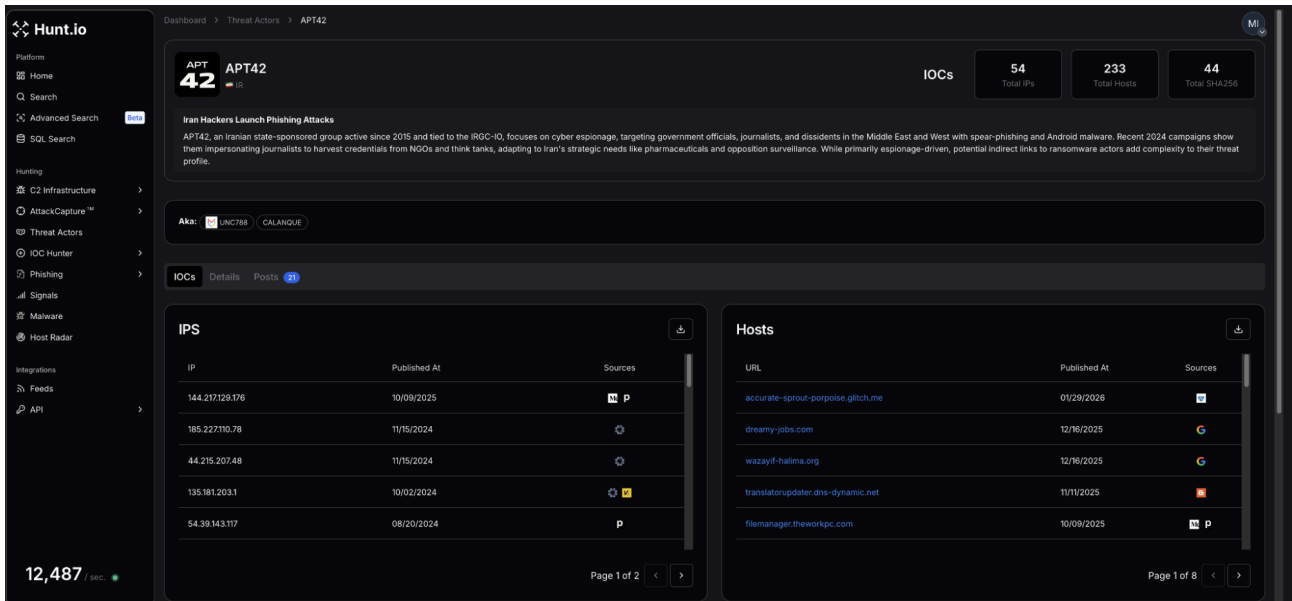 Hunt.io
Platform
Home
Search
Advanced Search Beta
SQL Search
Hunting
C2 Infrastructure
AttackCapture™
Threat Actors
IOC Hunter
Phishing
Signals
Malware
Host Radar
Integrations
Feeds
API
12,487 / sec.
Dashboard > Threat Actors > APT42
MI
APT
42
APT42
IR
IOCs
54
Total IPs
233
Total Hosts
44
Total SHA256
Iran Hackers Launch Phishing Attacks
APT42, an Iranian state-sponsored group active since 2015 and tied to the IRGC-IO, focuses on cyber espionage, targeting government officials, journalists, and dissidents in the Middle East and West with spear-phishing and Android malware. Recent 2024 campaigns show
them impersonating journalists to harvest credentials from NGOs and think tanks, adapting to Iran's strategic needs like pharmaceuticals and opposition surveillance. While primarily espionage-driven, potential indirect links to ransomware actors add complexity to their threat
profile.
Aka: UNC788 CALANQUE
IOCs Details Posts 21
IPS
IP Published At Sources
144.217.129.176 10/09/2025
185.227.110.78 11/15/2024
44.215.207.48 11/15/2024
135.181.203.1 10/02/2024
54.39.143.117 08/20/2024
Page 1 of 2
Hosts
URL Published At Sources
accurate-sprout-porpoise.glitch.me 01/29/2026
dreamy-jobs.com 12/16/2025
wazayif-halima.org 12/16/2025
translatorupdater.dns-dynamic.net 11/11/2025
filemanager.theworkpc.com 10/09/2025
Page 1 of 8